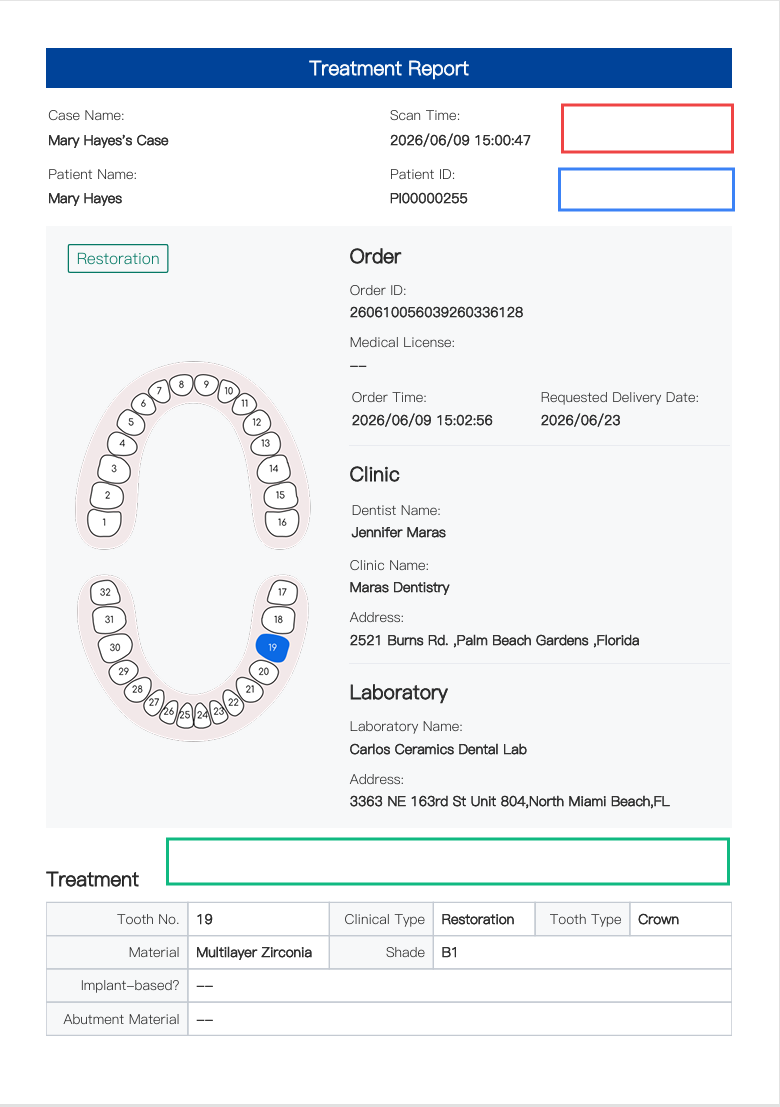 Treatment Report
Case Name:
Mary Hayes's Case
Scan Time:
2026/06/09 15:00:47
Patient Name:
Mary Hayes
Patient ID:
PI00000255
Restoration
1
2
3
4
5
6
7
8
9
10
11
12
13
14
15
16
32
31
30
29
28
27
26
25
24
23
22
21
20
19
18
17
Order
Order ID:
260610056039260336128
Medical License:
--
Order Time:
2026/06/09 15:02:56
Requested Delivery Date:
2026/06/23
Clinic
Dentist Name:
Jennifer Maras
Clinic Name:
Maras Dentistry
Address:
2521 Burns Rd. ,Palm Beach Gardens ,Florida
Laboratory
Laboratory Name:
Carlos Ceramics Dental Lab
Address:
3363 NE 163rd St Unit 804,North Miami Beach,FL
Treatment
Tooth No. 19 Clinical Type Restoration Tooth Type Crown
Material Multilayer Zirconia Shade B1
Implant-based? --
Abutment Material --